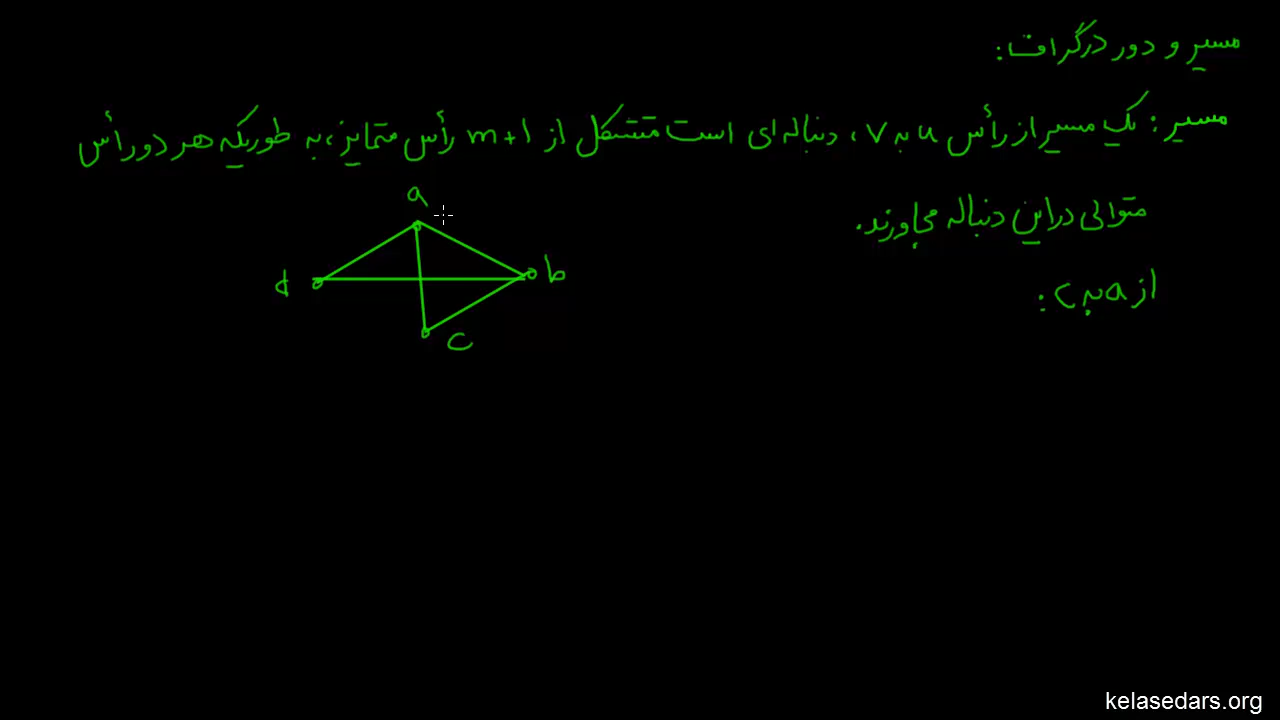 مسیر و دور در گراف:
مسیر: یک مسیر از رأس u به v، دنباله ای است متشکل از m+1 رأس متمایز، به طوریکه هر دو رأس
متوالی در این دنباله مجاورند.
از a به c:
a
b
d
c
kelasedars.org